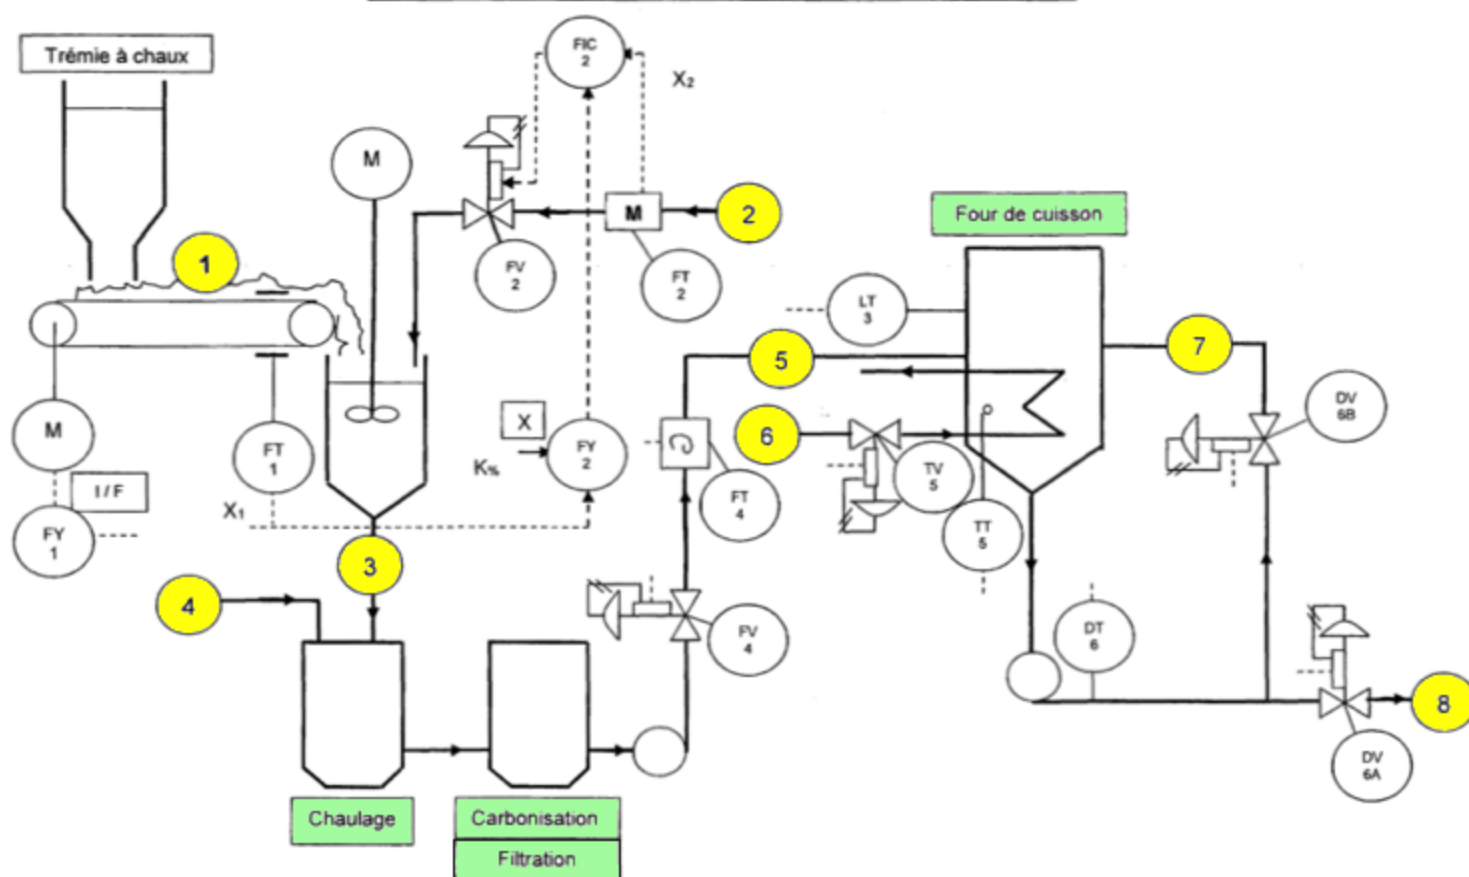 Trémie à chaux
FIC
2
X₂
M
1
M
2
FV
2
FT
2
Four de cuisson
LT
3
5
7
DV
6B
M
FT
1
X
K%
FY
2
6
TV
5
FT
4
I / F
FY
1
X₁
TT
5
3
4
FV
4
DT
6
8
DV
6A
Chaulage
Carbonisation
Filtration